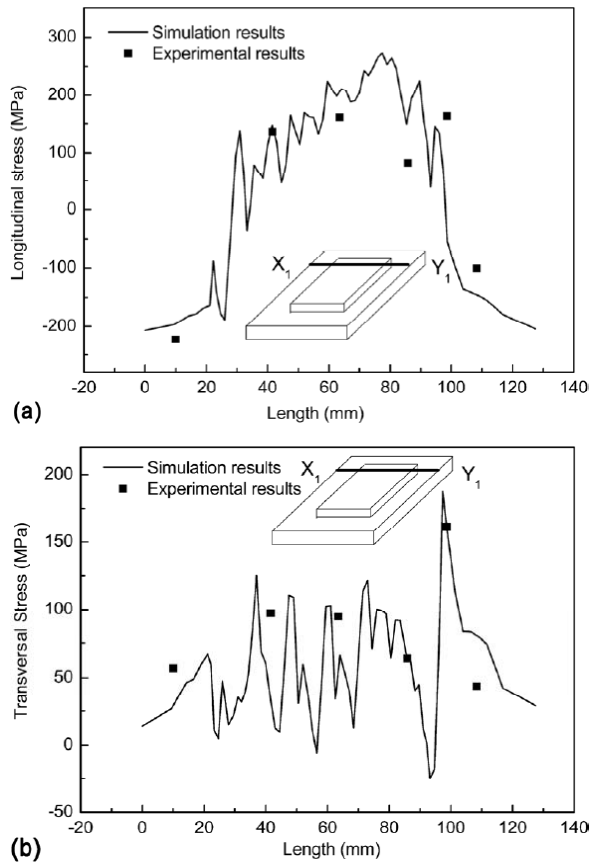 Simulation results
Experimental results
Longitudinal stress (MPa)
300
200
100
0
-100
-200
X1
Y1
-20
0
20
40
60
80
100
120
140
(a)
Length (mm)
Simulation results
Experimental results
X1
Y1
Transversal Stress (MPa)
200
150
100
50
0
-50
-20
0
20
40
60
80
100
120
140
(b)
Length (mm)